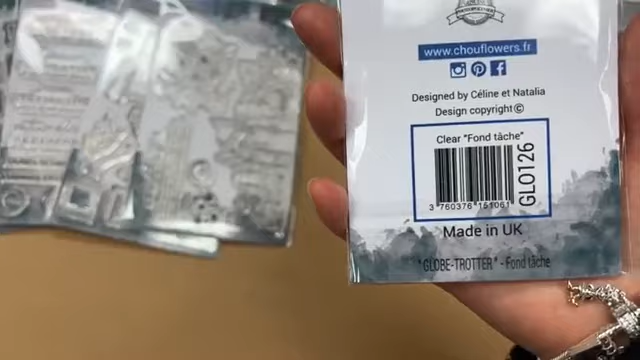 www.chouflowers.fr
Designed by Céline et Natalia
Design copyright©
Clear "Fond tâche"
GLO126
3 760376 151061
Made in UK
"GLOBE-TROTTER" - Fond tâche